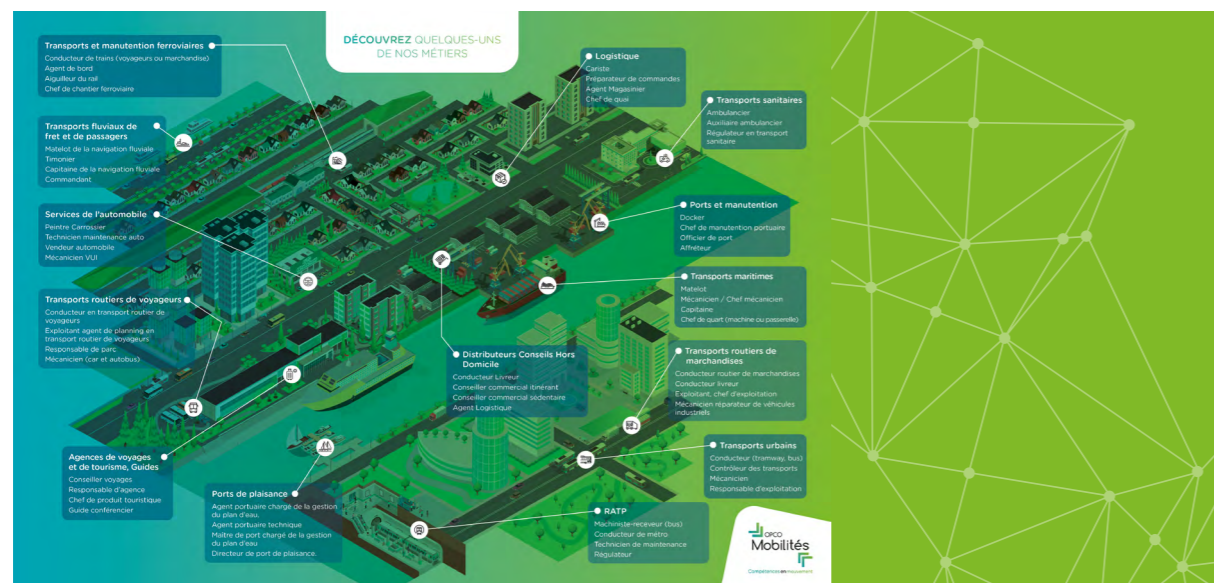 DÉCOUVREZ QUELQUES-UNS
DE NOS MÉTIERS
Transports et manutention ferroviaires
Conducteur de trains (voyageurs ou marchandise)
Agent de bord
Aiguilleur du rail
Chef de chantier ferroviaire
Transports fluviaux de
fret et de passagers
Matelot de la navigation fluviale
Timonier
Capitaine de la navigation fluviale
Commandant
Services de l'automobile
Peintre Carrossier
Technicien maintenance auto
Vendeur automobile
Mécanicien VUI
Transports routiers de voyageurs
Conducteur en transport routier de
voyageurs
Exploitant agent de planning en
transport routier de voyageurs
Responsable de parc
Mécanicien (car et autobus)
Agences de voyages
et de tourisme, Guides
Conseiller voyages
Responsable d'agence
Chef de produit touristique
Guide conférencier
Ports de plaisance
Agent portuaire chargé de la gestion
du plan d'eau.
Agent portuaire technique
Maître de port chargé de la gestion
du plan d'eau
Directeur de port de plaisance.
Distributeurs Conseils Hors
Domicile
Conducteur Livreur
Conseiller commercial itinérant
Conseiller commercial sédentaire
Agent Logistique
Logistique
Cariste
Préparateur de commandes
Agent Magasinier
Chef de quai
Transports sanitaires
Ambulancier
Auxiliaire ambulancier
Régulateur en transport
sanitaire
Ports et manutention
Docker
Chef de manutention portuaire
Officier de port
Affréteur
Transports maritimes
Matelot
Mécanicien / Chef mécanicien
Capitaine
Chef de quart (machine ou passerelle)
Transports routiers de
marchandises
Conducteur routier de marchandises
Conducteur livreur
Exploitant, chef d'exploitation
Mécanicien réparateur de véhicules
industriels
Transports urbains
Conducteur (tramway, bus)
Contrôleur des transports
Mécanicien
Responsable d'exploitation
RATP
Machiniste-receveur (bus)
Conducteur de métro
Technicien de maintenance
Régulateur
OPCO
Mobilités
Compétences en mouvement